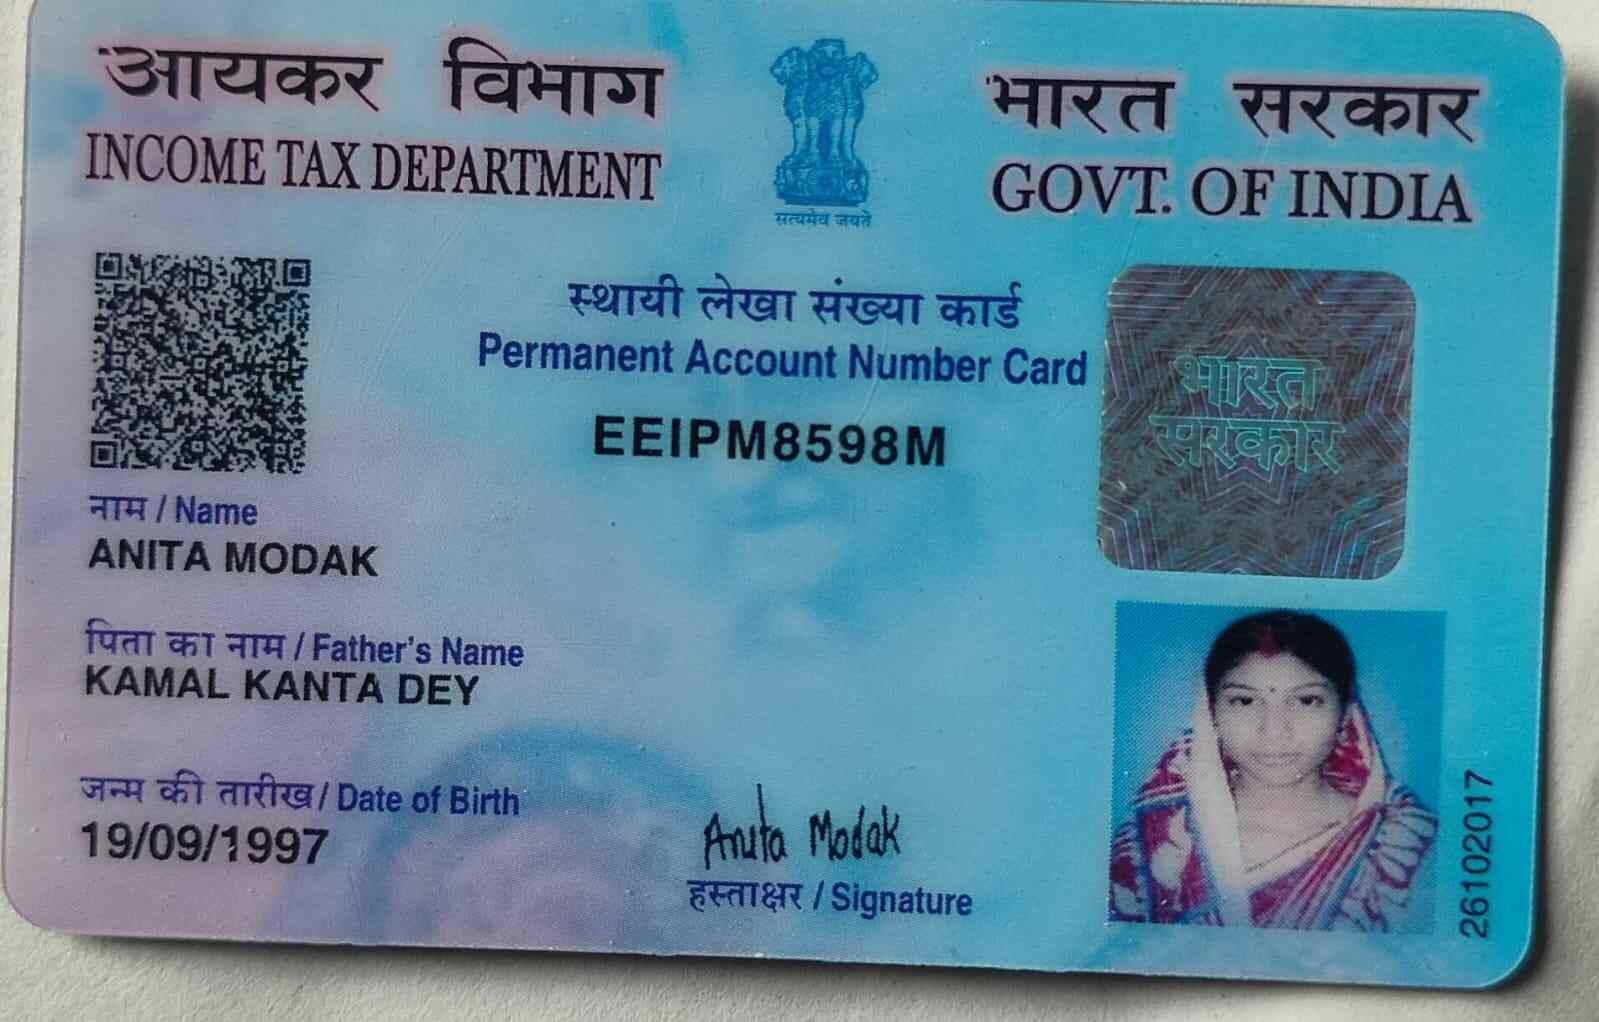 आयकर विभाग
INCOME TAX DEPARTMENT
सत्यमेव जयते
भारत सरकार
GOVT. OF INDIA
स्थायी लेखा संख्या कार्ड
Permanent Account Number Card
EEIPM8598M
भारत
सरकार
नाम / Name
ANITA MODAK
पिता का नाम / Father's Name
KAMAL KANTA DEY
जन्म की तारीख / Date of Birth
19/09/1997
Anita Modak
हस्ताक्षर / Signature
26102017